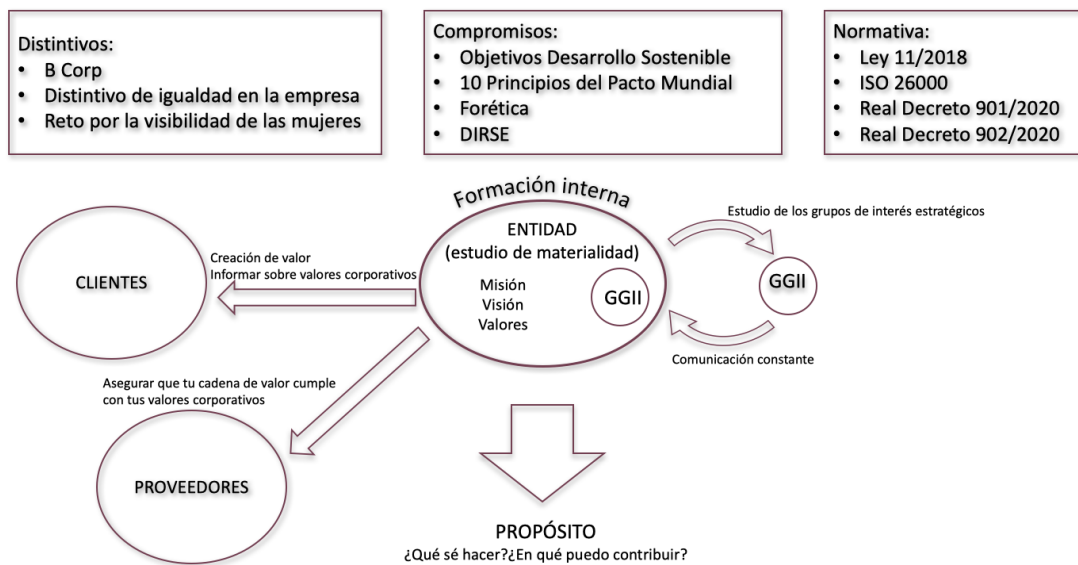 Distintivos:
• B Corp
• Distintivo de igualdad en la empresa
• Reto por la visibilidad de las mujeres
Compromisos:
• Objetivos Desarrollo Sostenible
• 10 Principios del Pacto Mundial
• Forética
• DIRSE
Normativa:
• Ley 11/2018
• ISO 26000
• Real Decreto 901/2020
• Real Decreto 902/2020
Formación interna
ENTIDAD
(estudio de materialidad)
Misión
Visión
Valores
GGII
Estudio de los grupos de interés estratégicos
GGII
Comunicación constante
Creación de valor
Informar sobre valores corporativos
CLIENTES
Asegurar que tu cadena de valor cumple
con tus valores corporativos
PROVEEDORES
PROPÓSITO
¿Qué sé hacer?¿En qué puedo contribuir?